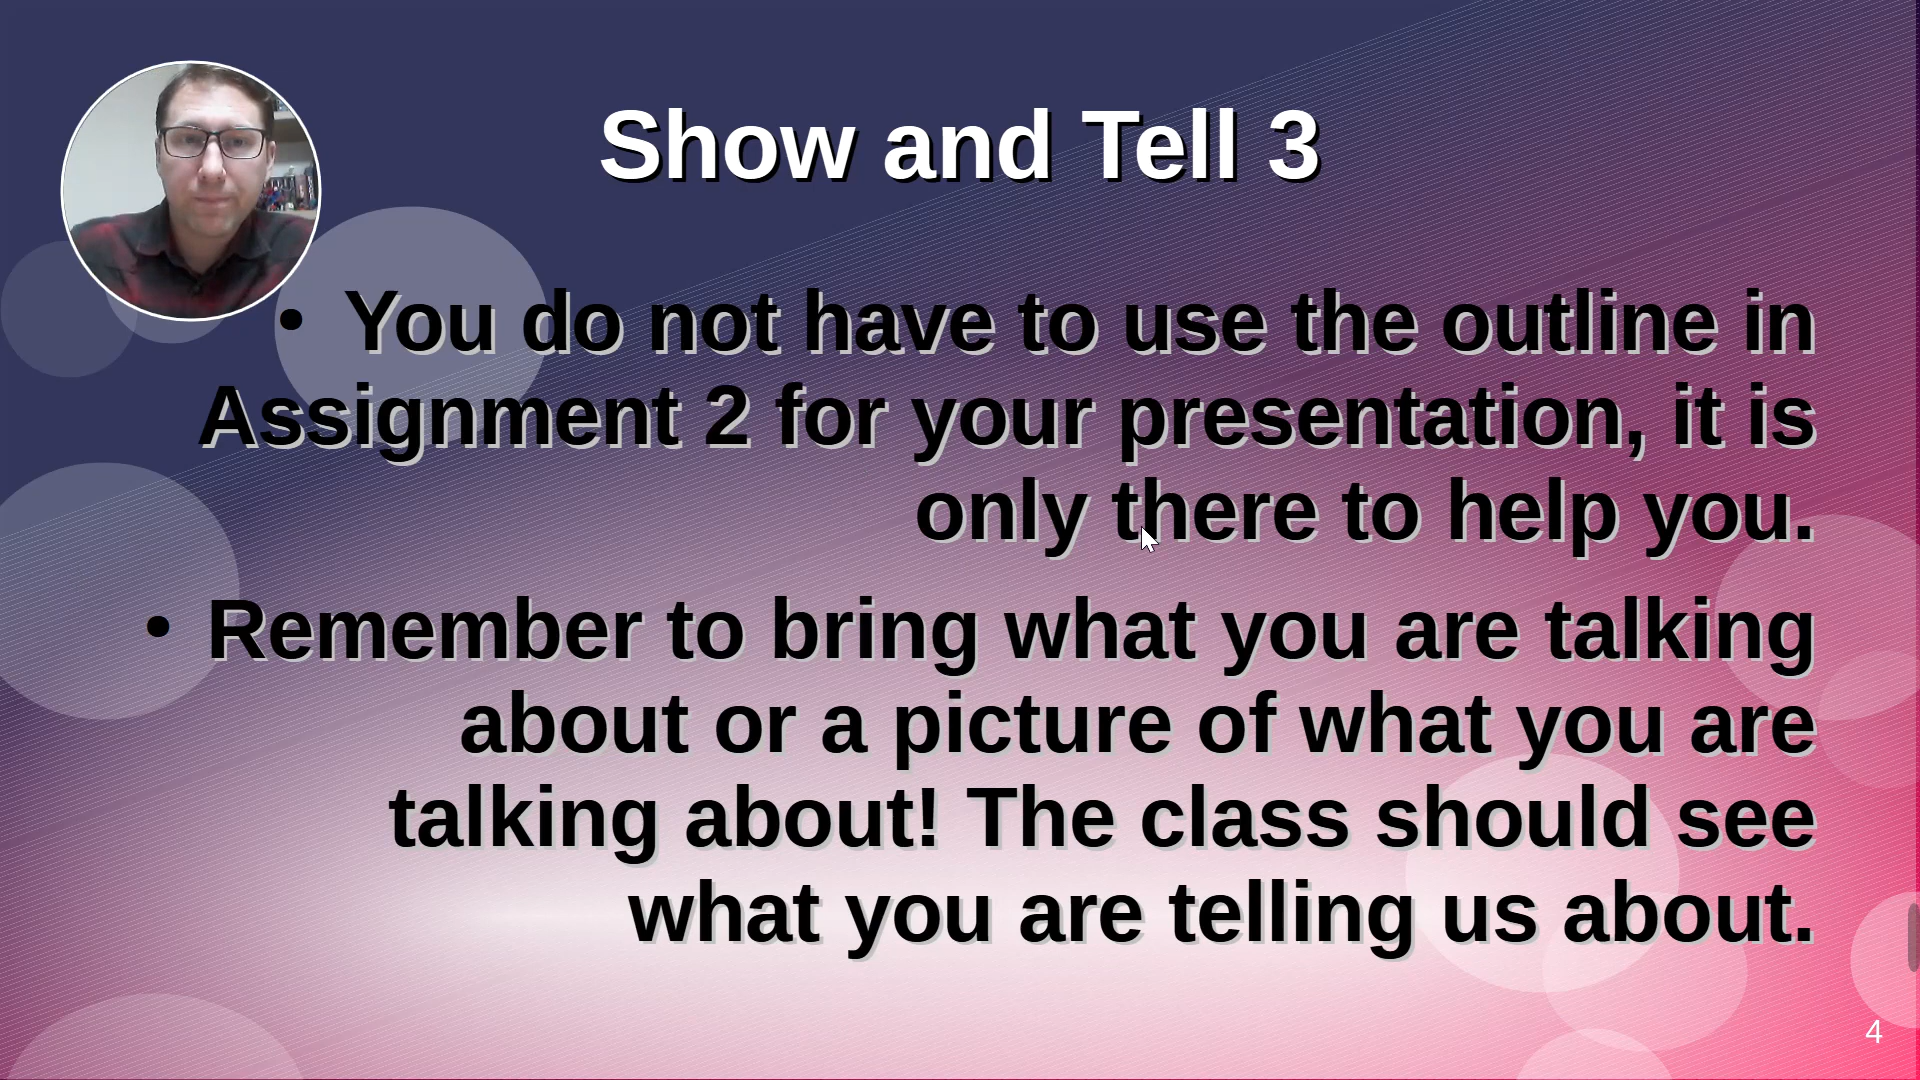 Show and Tell 3
• You do not have to use the outline in
Assignment 2 for your presentation, it is
only there to help you.
• Remember to bring what you are talking
about or a picture of what you are
talking about! The class should see
what you are telling us about.
4